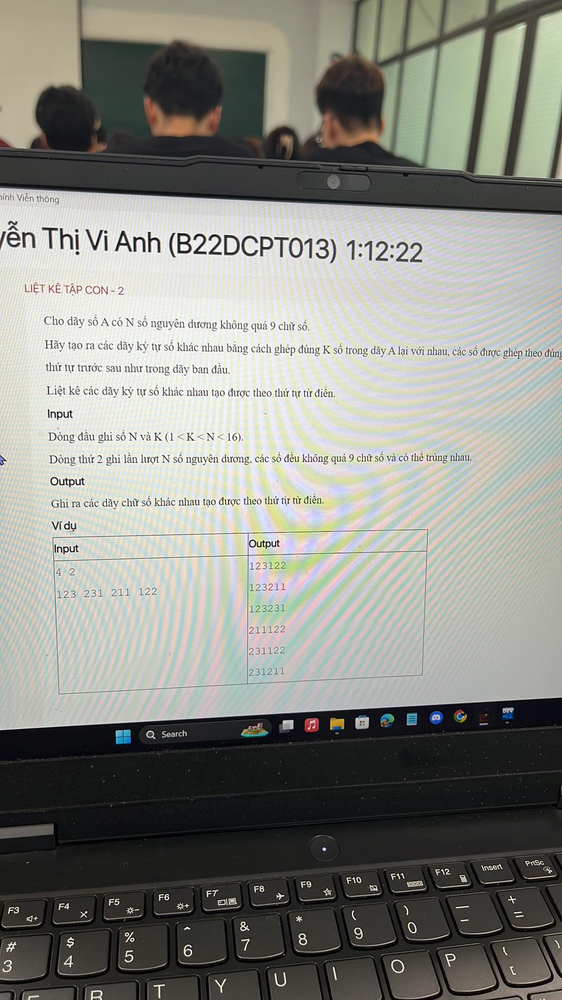 hính Viễn thông
yễn Thị Vi Anh (B22DCPT013) 1:12:22
LIỆT KÊ TẬP CON - 2
Cho dãy số A có N số nguyên dương không quá 9 chữ số.
Hãy tạo ra các dãy ký tự số khác nhau bằng cách ghép đúng K số trong dãy A lại với nhau, các số được ghép theo đúng
thứ tự trước sau như trong dãy ban đầu.
Liệt kê các dãy ký tự số khác nhau tạo được theo thứ tự từ điển.
Input
Dòng đầu ghi số N và K (1 < K < N < 16).
Dòng thứ 2 ghi lần lượt N số nguyên dương, các số đều không quá 9 chữ số và có thể trùng nhau.
Output
Ghi ra các dãy chữ số khác nhau tạo được theo thứ tự từ điển.
Ví dụ
Input Output
4 2
123 231 211 122
123122
123211
123231
211122
231122
231211
Search
DEV
F3 F4 F5 F6 F7 F8 F9 F10 F11 F12 Insert PrtSc
# $ % ^ & * ( ) — +
3 4 5 6 7 8 9 0 - =
R T Y U I O P { [ }